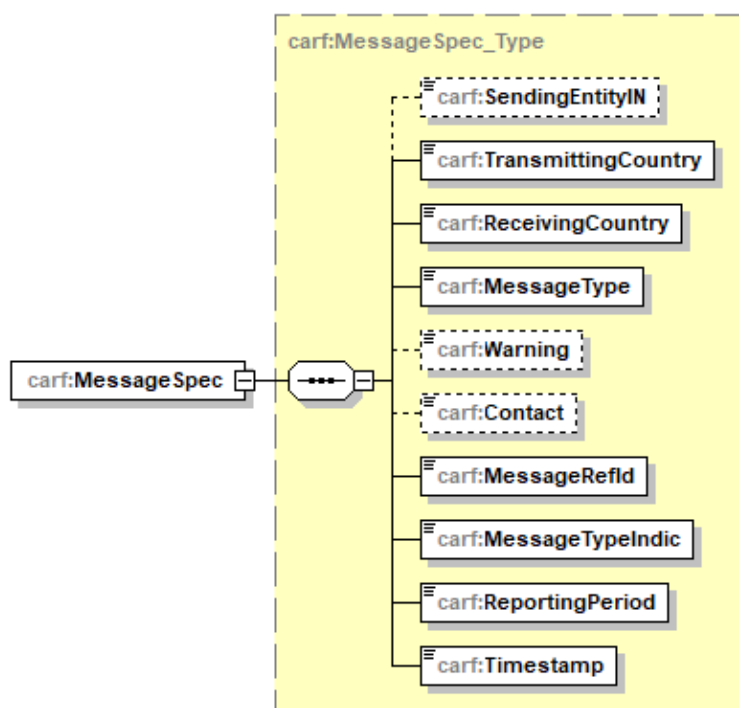 carf:MessageSpec_Type
carf:SendingEntityIN
carf:TransmittingCountry
carf:ReceivingCountry
carf:MessageType
carf:Warning
carf:MessageSpec
carf:Contact
carf:MessageRefId
carf:MessageTypeIndic
carf:ReportingPeriod
carf:Timestamp